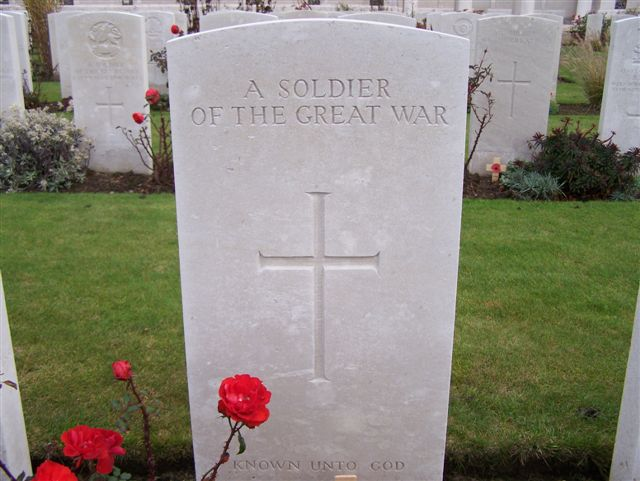 A SOLDIER
OF THE GREAT WAR
KNOWN UNTO GOD